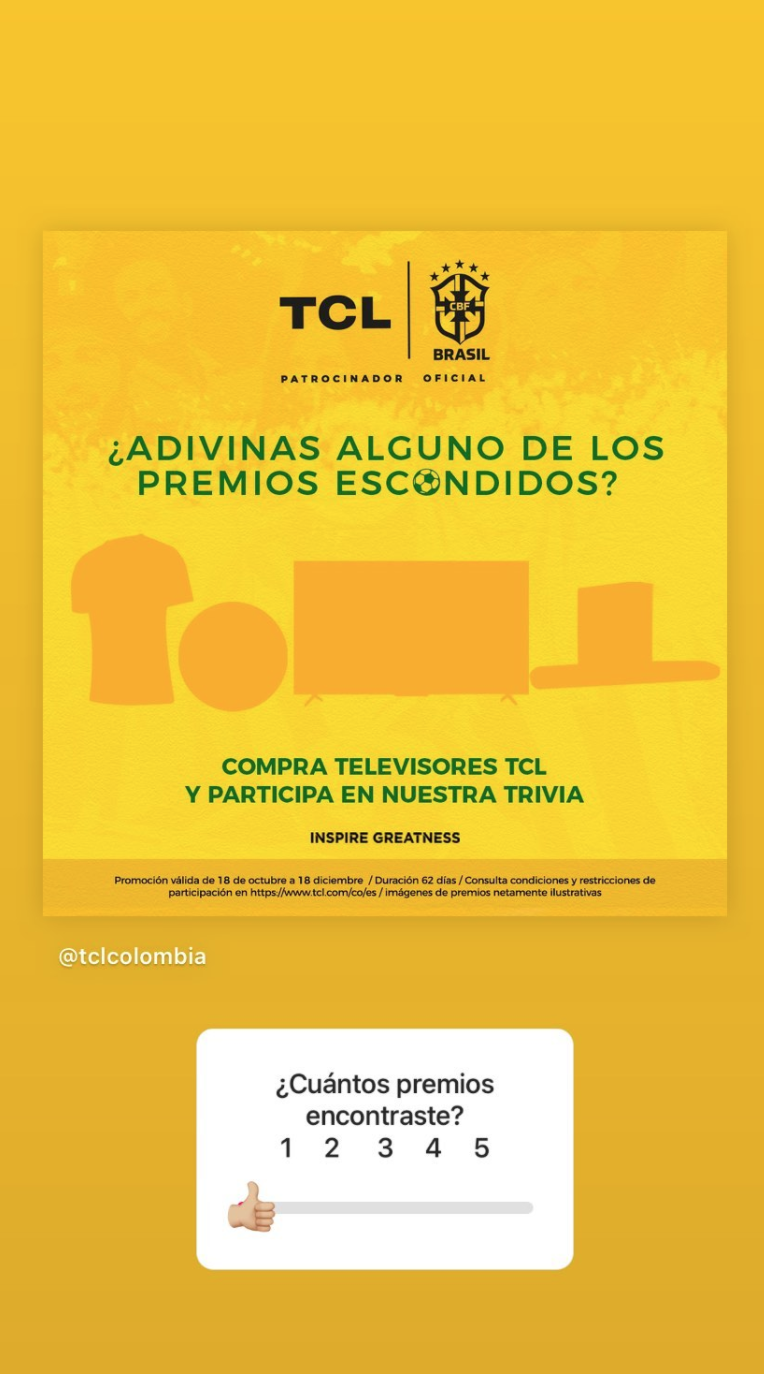 TCL
CBF
BRASIL
PATROCINADOR OFICIAL
¿ADIVINAS ALGUNO DE LOS
PREMIOS ESCONDIDOS?
COMPRA TELEVISORES TCL
Y PARTICIPA EN NUESTRA TRIVIA
INSPIRE GREATNESS
Promoción válida de 18 de octubre a 18 diciembre / Duración 62 días / Consulta condiciones y restricciones de
participación en https://www.tcl.com/co/es / imágenes de premios netamente ilustrativas
@tclcolombia
¿Cuántos premios
encontraste?
1 2 3 4 5